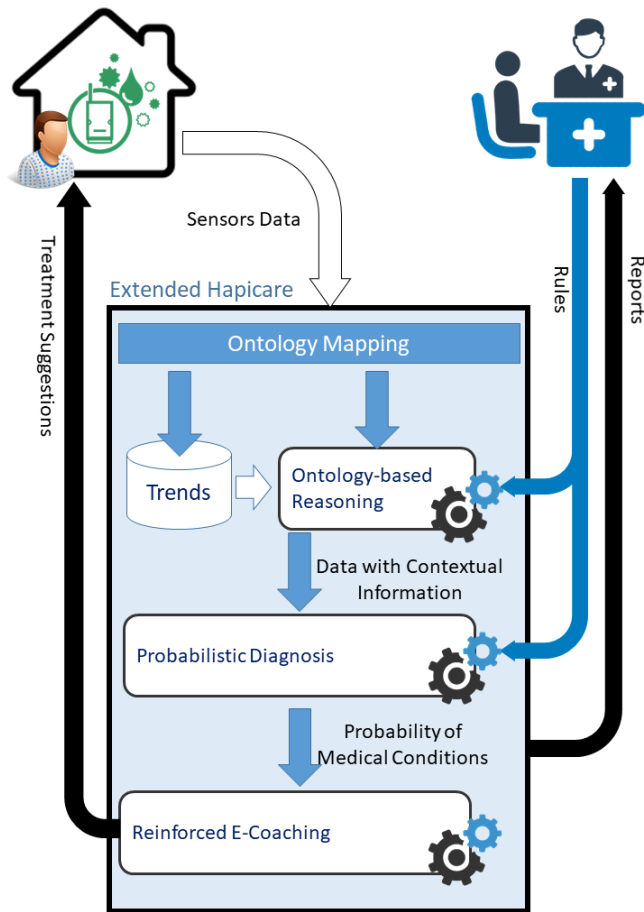 Sensors Data
Treatment Suggestions
Rules
Reports
Extended Hapicare
Ontology Mapping
Trends
Ontology-based
Reasoning
Data with Contextual
Information
Probabilistic Diagnosis
Probability of
Medical Conditions
Reinforced E-Coaching